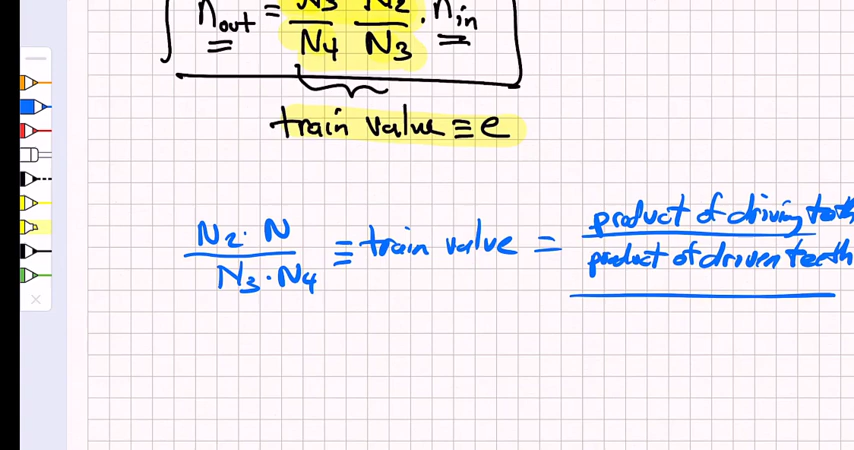 n_out = N3/N4 N2/N3 · n_in
train value ≡ e
N2 · N / N3 · N4 ≡ train value = product of driving teeth / product of driven teeth